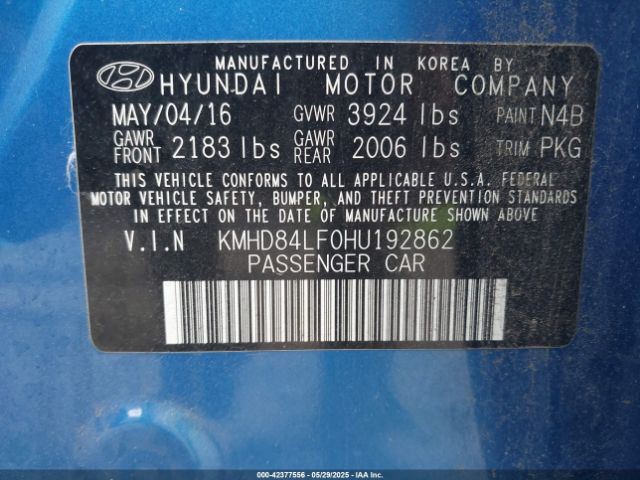 MANUFACTURED IN KOREA BY
HYUNDAI MOTOR COMPANY
MAY/04/16 GVWR 3924 lbs PAINT N4B
GAWR FRONT 2183 lbs GAWR REAR 2006 lbs TRIM PKG
THIS VEHICLE CONFORMS TO ALL APPLICABLE U.S.A. FEDERAL
MOTOR VEHICLE SAFETY, BUMPER, AND THEFT PREVENTION STANDARDS
IN EFFECT ON THE DATE OF MANUFACTURE SHOWN ABOVE
V.I.N KMHD84LF0HU192862
PASSENGER CAR
000-42377556 - 05/29/2025 - IAAI.COM